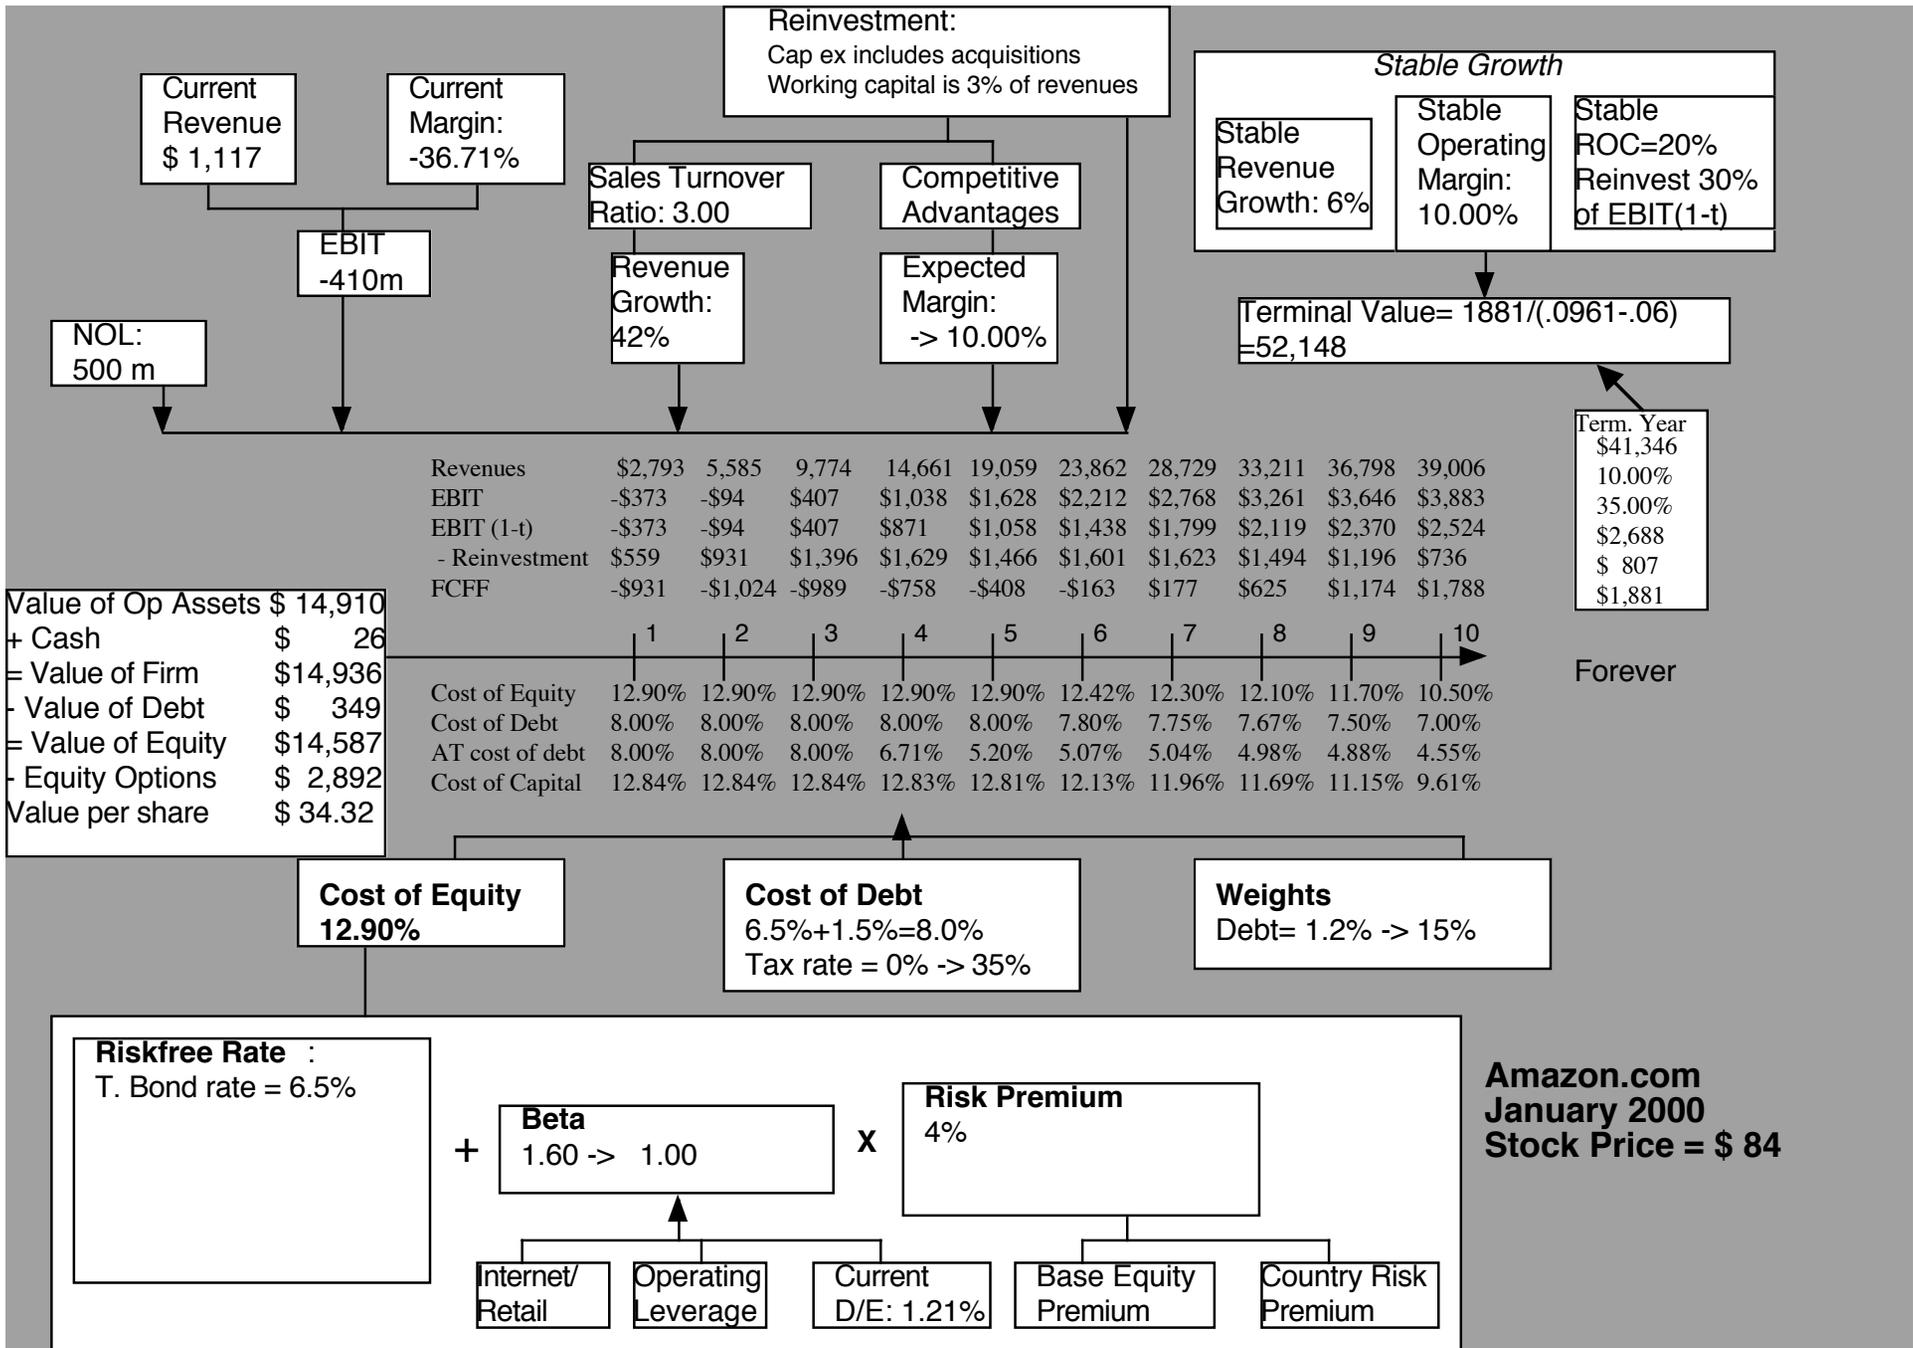 Reinvestment:
Cap ex includes acquisitions
Working capital is 3% of revenues
Current
Revenue
$ 1,117
Current
Margin:
-36.71%
EBIT
-410m
NOL:
500 m
Sales Turnover
Ratio: 3.00
Competitive
Advantages
Revenue
Growth:
42%
Expected
Margin:
-> 10.00%
Stable Growth
Stable
Revenue
Growth: 6%
Stable
Operating
Margin:
10.00%
Stable
ROC=20%
Reinvest 30%
of EBIT(1-t)
Terminal Value= 1881/(.0961-.06)
=52,148
Term. Year
$41,346
10.00%
35.00%
$2,688
$ 807
$1,881
Revenues $2,793 5,585 9,774 14,661 19,059 23,862 28,729 33,211 36,798 39,006
EBIT -$373 -$94 $407 $1,038 $1,628 $2,212 $2,768 $3,261 $3,646 $3,883
EBIT (1-t) -$373 -$94 $407 $871 $1,058 $1,438 $1,799 $2,119 $2,370 $2,524
- Reinvestment $559 $931 $1,396 $1,629 $1,466 $1,601 $1,623 $1,494 $1,196 $736
FCFF -$931 -$1,024 -$989 -$758 -$408 -$163 $177 $625 $1,174 $1,788
1 2 3 4 5 6 7 8 9 10
Forever
Cost of Equity 12.90% 12.90% 12.90% 12.90% 12.90% 12.42% 12.30% 12.10% 11.70% 10.50%
Cost of Debt 8.00% 8.00% 8.00% 8.00% 8.00% 7.80% 7.75% 7.67% 7.50% 7.00%
AT cost of debt 8.00% 8.00% 8.00% 6.71% 5.20% 5.07% 5.04% 4.98% 4.88% 4.55%
Cost of Capital 12.84% 12.84% 12.84% 12.83% 12.81% 12.13% 11.96% 11.69% 11.15% 9.61%
Value of Op Assets $ 14,910
+ Cash $ 26
= Value of Firm $14,936
- Value of Debt $ 349
= Value of Equity $14,587
- Equity Options $ 2,892
Value per share $ 34.32
Cost of Equity
12.90%
Cost of Debt
6.5%+1.5%=8.0%
Tax rate = 0% -> 35%
Weights
Debt= 1.2% -> 15%
Riskfree Rate :
T. Bond rate = 6.5%
+
Beta
1.60 -> 1.00
X
Risk Premium
4%
Internet/
Retail
Operating
Leverage
Current
D/E: 1.21%
Base Equity
Premium
Country Risk
Premium
Amazon.com
January 2000
Stock Price = $ 84